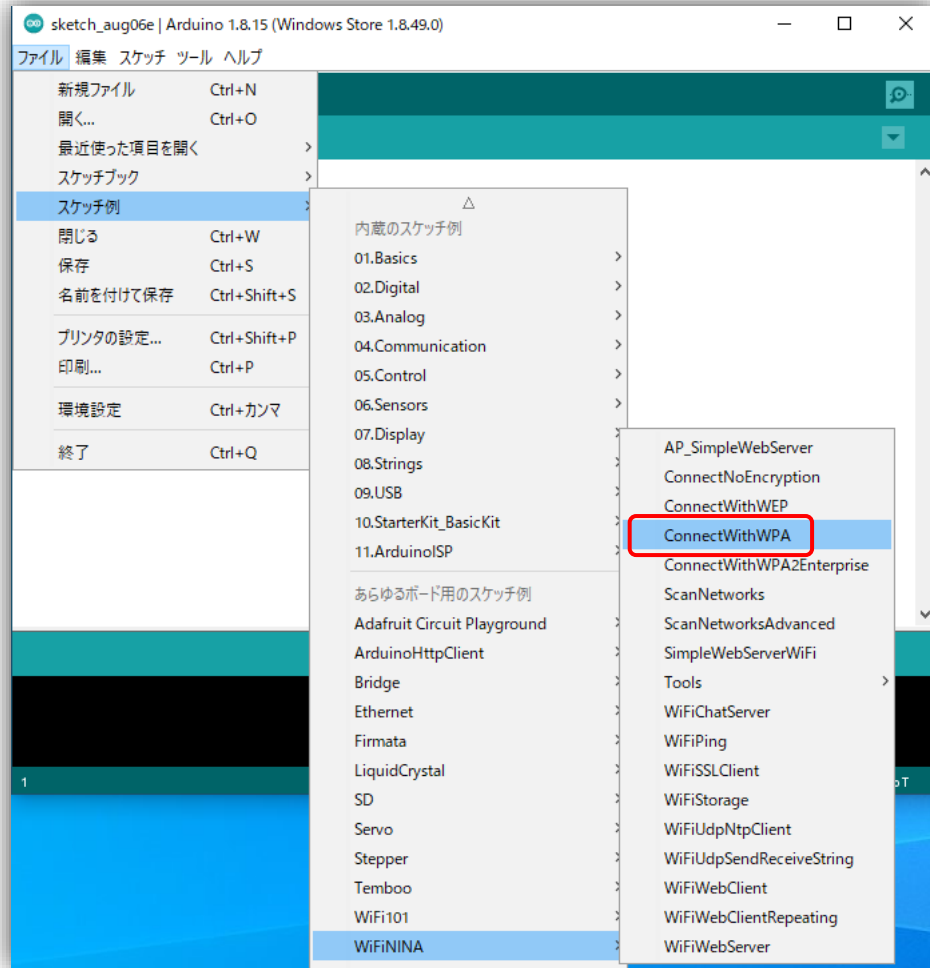 sketch_aug06e | Arduino 1.8.15 (Windows Store 1.8.49.0)
ファイル 編集 スケッチ ツール ヘルプ
新規ファイル Ctrl+N
開く... Ctrl+O
最近使った項目を開く
スケッチブック
スケッチ例
閉じる Ctrl+W
保存 Ctrl+S
名前を付けて保存 Ctrl+Shift+S
プリンタの設定... Ctrl+Shift+P
印刷... Ctrl+P
環境設定 Ctrl+カンマ
終了 Ctrl+Q
内蔵のスケッチ例
01.Basics
02.Digital
03.Analog
04.Communication
05.Control
06.Sensors
07.Display
08.Strings
09.USB
10.StarterKit_BasicKit
11.ArduinoISP
あらゆるボード用のスケッチ例
Adafruit Circuit Playground
ArduinoHttpClient
Bridge
Ethernet
Firmata
LiquidCrystal
SD
Servo
Stepper
Temboo
WiFi101
WiFiNINA
AP_SimpleWebServer
ConnectNoEncryption
ConnectWithWEP
ConnectWithWPA
ConnectWithWPA2Enterprise
ScanNetworks
ScanNetworksAdvanced
SimpleWebServerWiFi
Tools
WiFiChatServer
WiFiPing
WiFiSSLClient
WiFiStorage
WiFiUdpNtpClient
WiFiUdpSendReceiveString
WiFiWebClient
WiFiWebClientRepeating
WiFiWebServer
1